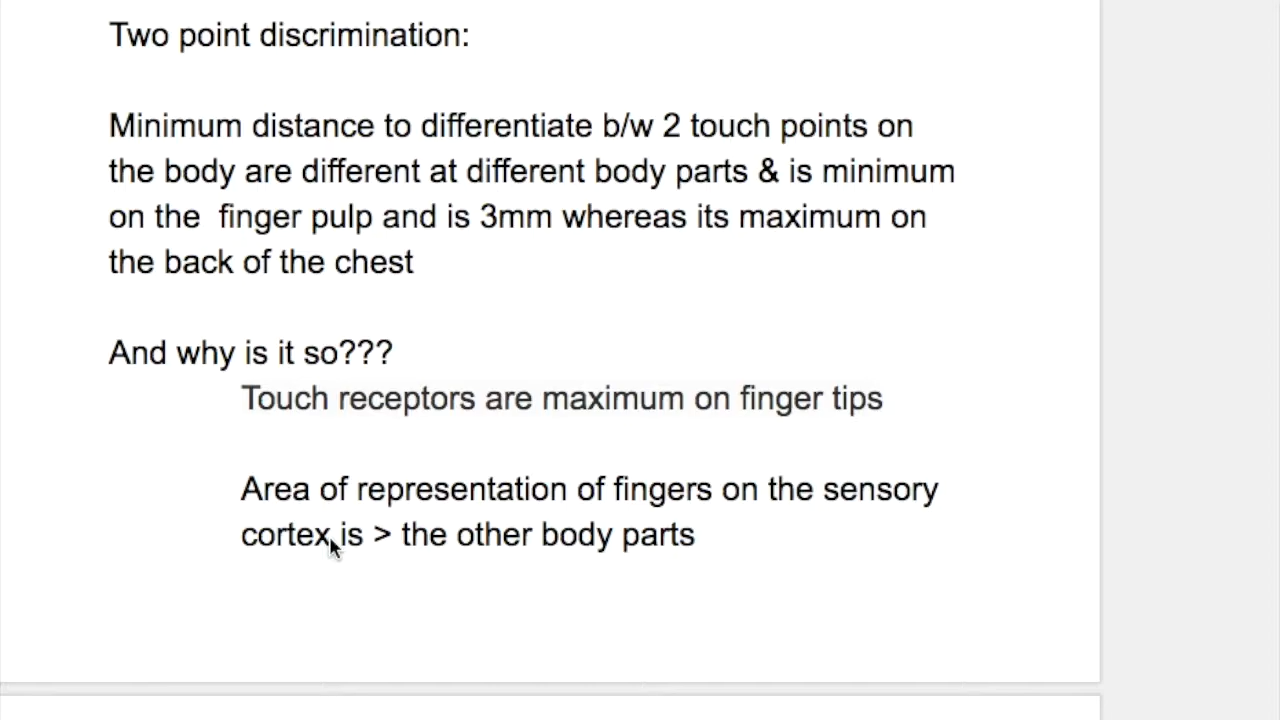 Two point discrimination:
Minimum distance to differentiate b/w 2 touch points on
the body are different at different body parts & is minimum
on the  finger pulp and is 3mm whereas its maximum on
the back of the chest
And why is it so???
Touch receptors are maximum on finger tips
Area of representation of fingers on the sensory
cortex is > the other body parts